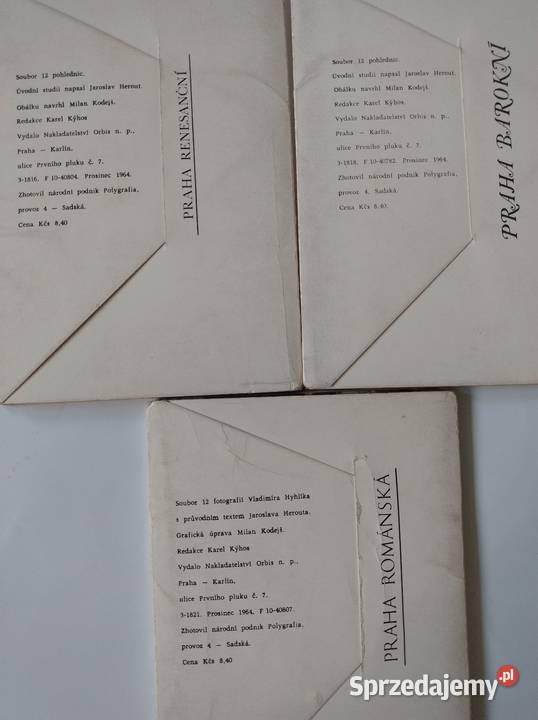 Soubor 12 pohlednic.
Úvodní studii napsal Jaroslav Herout.
Obálku navrhl Milan Kodejš.
Redakce Karel Kýhos
Vydalo Nakladatelství Orbis n. p.,
Praha — Karlín,
ulice Prvního pluku č. 7.
3-1816. F 10-40804. Prosinec 1964.
Zhotovil národní podnik Polygrafia,
provoz 4 — Sadská.
Cena Kčs 8,40
PRAHA RENESANČNÍ
Soubor 12 pohlednic.
Úvodní studii napsal Jaroslav Herout.
Obálku navrhl Milan Kodejš.
Redakce Karel Kýhos
Vydalo Nakladatelství Orbis n. p.,
Praha — Karlín,
ulice Prvního pluku č. 7.
3-1818. F 10-40782. Prosinec 1964.
Zhotovil národní podnik Polygrafia,
provoz 4. Sadská.
Cena Kčs 8,40.
PRAHA BAROKNÍ
Soubor 12 fotografií Vladimíra Hyhlíka
s průvodním textem Jaroslava Herouta.
Grafická úprava Milan Kodejš.
Redakce Karel Kýhos
Vydalo Nakladatelství Orbis n. p.,
Praha — Karlín,
ulice Prvního pluku č. 7.
3-1821. Prosinec 1964. F 10-40807.
Zhotovil národní podnik Polygrafia,
provoz 4 — Sadská.
Cena Kčs 8,40
PRAHA ROMÁNSKÁ
Sprzedajemy.pl